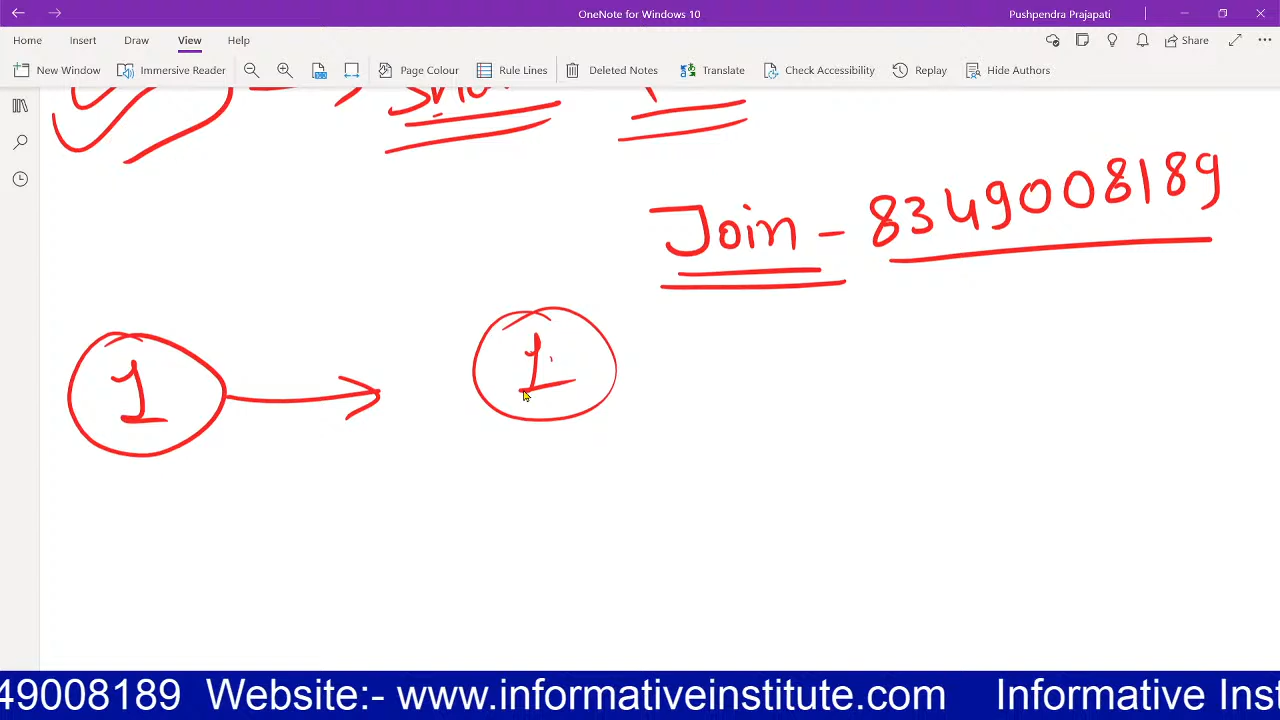 OneNote for Windows 10
Pushpendra Prajapati
Home Insert Draw View Help
Share
New Window Immersive Reader Page Colour Rule Lines Deleted Notes Translate Check Accessibility Replay Hide Authors
Join - 8349008189
1 1
49008189 Website:- www.informativeinstitute.com Informative Inst